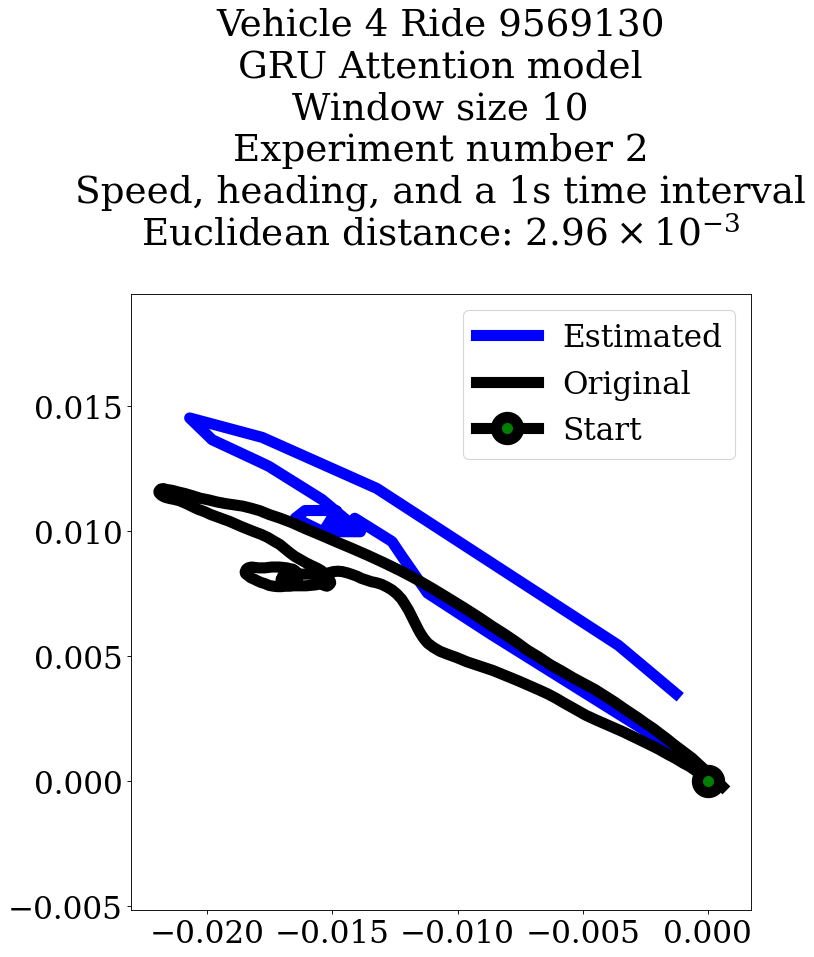 Vehicle 4 Ride 9569130
GRU Attention model
Window size 10
Experiment number 2
Speed, heading, and a 1s time interval
Euclidean distance: 2.96 × 10⁻³
Estimated
Original
Start
0.015
0.010
0.005
0.000
−0.005
−0.020 −0.015 −0.010 −0.005 0.000